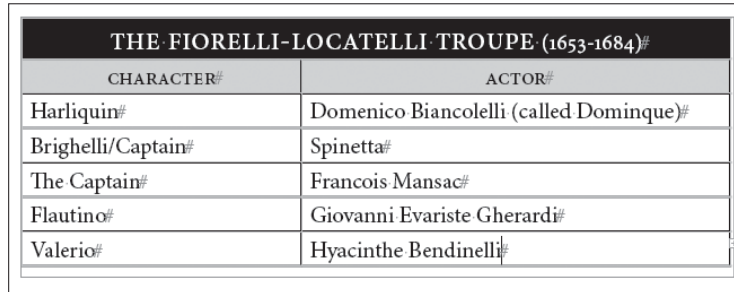 THE FIORELLI-LOCATELLI TROUPE (1653-1684)#
CHARACTER# ACTOR#
Harliquin# Domenico Biancolelli (called Dominque)#
Brighelli/Captain# Spinetta#
The Captain# Francois Mansac#
Flautino# Giovanni Evariste Gherardi#
Valerio# Hyacinthe Bendinelli#